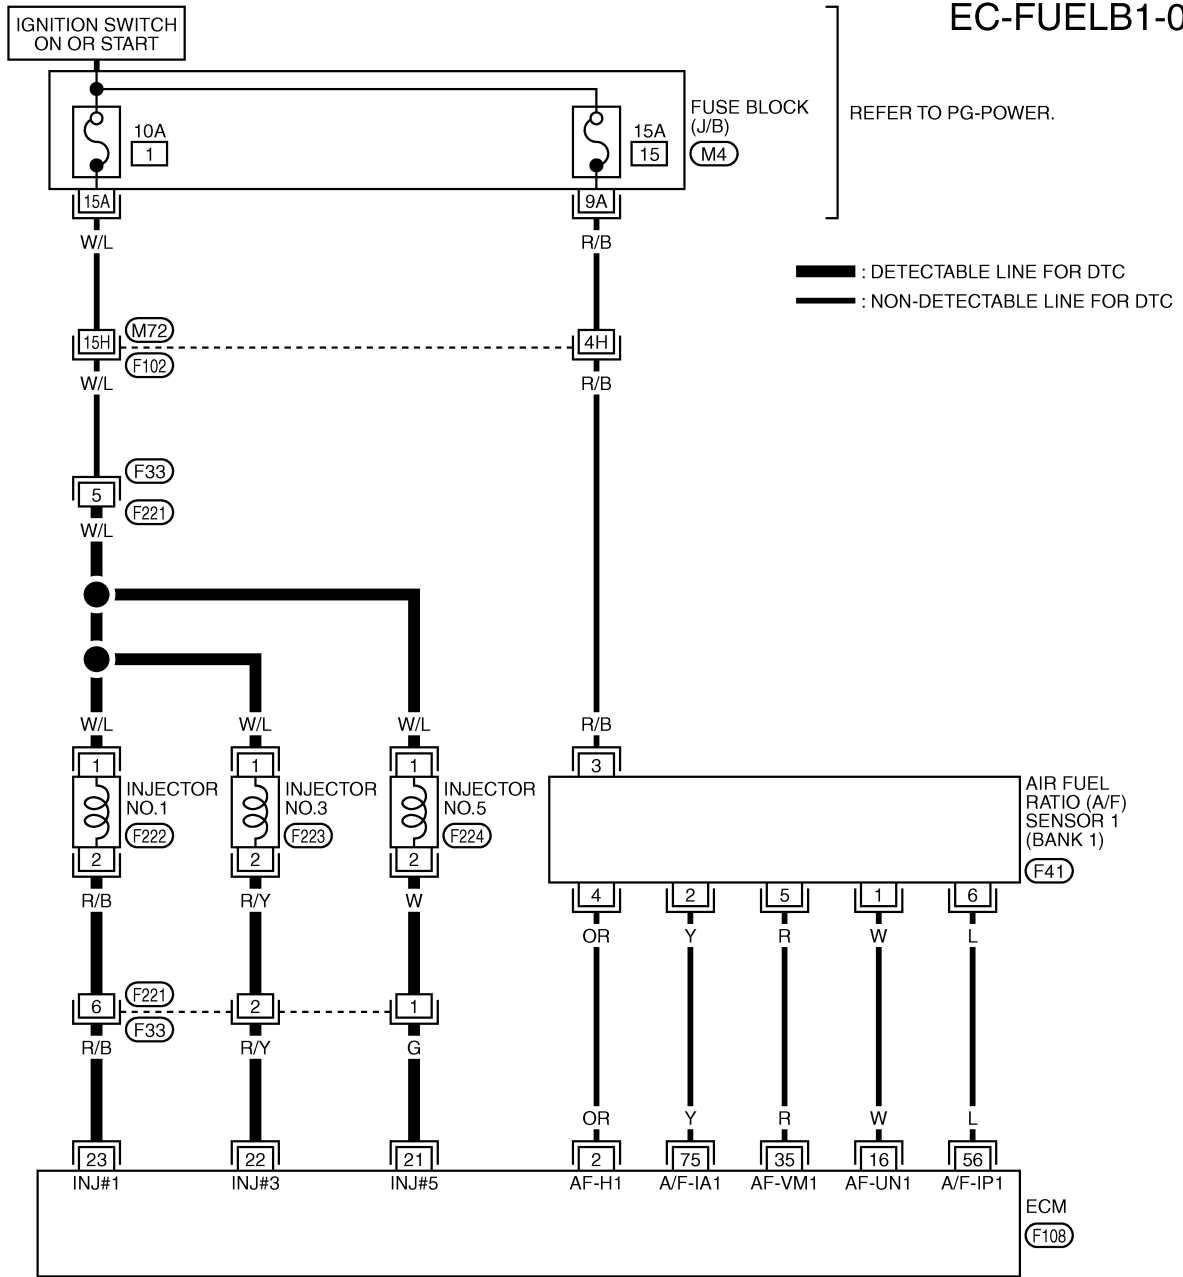 EC-FUELB1-0
IGNITION SWITCH
ON OR START
10A
1
15A
15
FUSE BLOCK
(J/B)
M4
REFER TO PG-POWER.
15A
9A
W/L
R/B
: DETECTABLE LINE FOR DTC
: NON-DETECTABLE LINE FOR DTC
15H
M72
F102
4H
W/L
R/B
5
F33
F221
W/L
W/L
W/L
W/L
R/B
1
1
1
3
INJECTOR
NO.1
F222
INJECTOR
NO.3
F223
INJECTOR
NO.5
F224
AIR FUEL
RATIO (A/F)
SENSOR 1
(BANK 1)
F41
2
2
2
4
2
5
1
6
R/B
R/Y
W
OR
Y
R
W
L
6
F221
F33
2
1
R/B
R/Y
G
OR
Y
R
W
L
23
22
21
2
75
35
16
56
INJ#1
INJ#3
INJ#5
AF-H1
A/F-IA1
AF-VM1
AF-UN1
A/F-IP1
ECM
F108